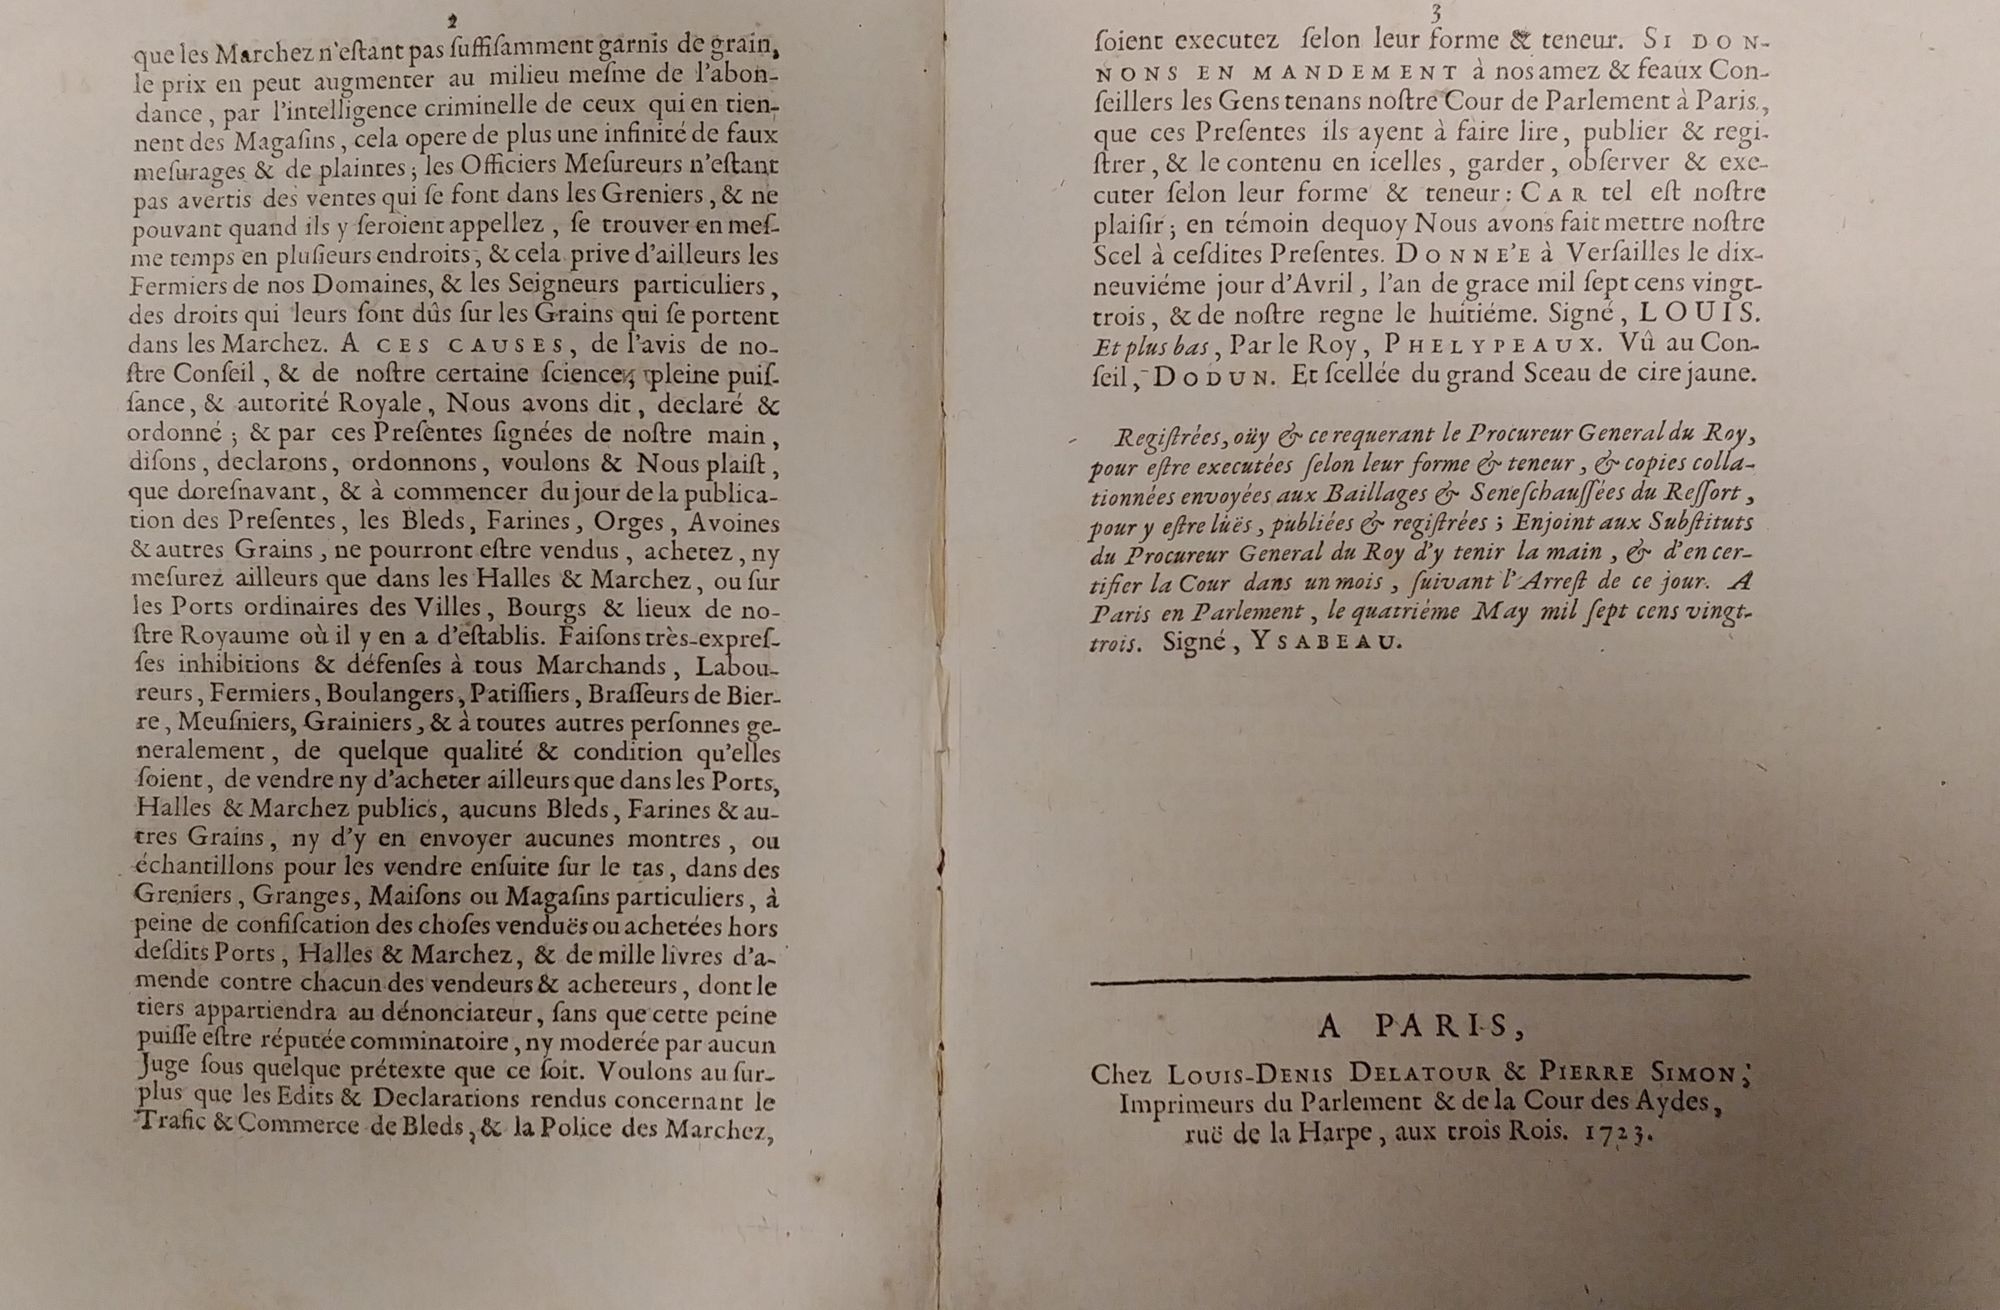 2
que les Marchez n'eſtant pas ſuffiſamment garnis de grain,
le prix en peut augmenter au milieu meſme de l'abon-
dance, par l'intelligence criminelle de ceux qui en tien-
nent des Magaſins, cela opere de plus une infinité de faux
meſurages & de plaintes; les Officiers Meſureurs n'eſtant
pas avertis des ventes qui ſe font dans les Greniers, & ne
pouvant quand ils y ſeroient appellez, ſe trouver en meſ-
me temps en pluſieurs endroits, & cela prive d'ailleurs les
Fermiers de nos Domaines, & les Seigneurs particuliers,
des droits qui leurs ſont dûs ſur les Grains qui ſe portent
dans les Marchez. A CES CAUSES, de l'avis de no-
ſtre Conſeil, & de noſtre certaine ſcience, pleine puiſ-
ſance, & autorité Royale, Nous avons dit, declaré &
ordonné; & par ces Preſentes ſignées de noſtre main,
diſons, declarons, ordonnons, voulons & Nous plaiſt,
que doreſnavant, & à commencer du jour de la publica-
tion des Preſentes, les Bleds, Farines, Orges, Avoines
& autres Grains, ne pourront eſtre vendus, achetez, ny
meſurez ailleurs que dans les Halles & Marchez, ou ſur
les Ports ordinaires des Villes, Bourgs & lieux de no-
ſtre Royaume où il y en a d'eſtablis. Faiſons très-expreſ-
ſes inhibitions & défenſes à tous Marchands, Labou-
reurs, Fermiers, Boulangers, Patiſſiers, Braſſeurs de Bier-
re, Meuſniers, Grainiers, & à toutes autres perſonnes ge-
neralement, de quelque qualité & condition qu'elles
ſoient, de vendre ny d'acheter ailleurs que dans les Ports,
Halles & Marchez publics, aucuns Bleds, Farines & au-
tres Grains, ny d'y en envoyer aucunes montres, ou
échantillons pour les vendre enſuite ſur le tas, dans des
Greniers, Granges, Maiſons ou Magaſins particuliers, à
peine de confiſcation des choſes venduës ou achetées hors
deſdits Ports, Halles & Marchez, & de mille livres d'a-
mende contre chacun des vendeurs & acheteurs, dont le
tiers appartiendra au dénonciateur, ſans que cette peine
puiſſe eſtre réputée comminatoire, ny moderée par aucun
Juge ſous quelque prétexte que ce ſoit. Voulons au ſur-
plus que les Edits & Declarations rendus concernant le
Trafic & Commerce de Bleds, & la Police des Marchez,
3
ſoient executez ſelon leur forme & teneur. SI DON-
NONS EN MANDEMENT à nos amez & feaux Con-
ſeillers les Gens tenans noſtre Cour de Parlement à Paris,
que ces Preſentes ils ayent à faire lire, publier & regi-
ſtrer, & le contenu en icelles, garder, obſerver & exe-
cuter ſelon leur forme & teneur: CAR tel eſt noſtre
plaiſir; en témoin dequoy Nous avons fait mettre noſtre
Scel à ceſdites Preſentes. DONNE'E à Verſailles le dix-
neuviéme jour d'Avril, l'an de grace mil ſept cens vingt-
trois, & de noſtre regne le huitiéme. Signé, LOUIS.
Et plus bas, Par le Roy, PHELYPEAUX. Vû au Con-
ſeil, DODUN. Et ſcellée du grand Sceau de cire jaune.
Regiſtrées, oüy & ce requerant le Procureur General du Roy,
pour eſtre executées ſelon leur forme & teneur, & copies colla-
tionnées envoyées aux Baillages & Seneſchauſſées du Reſſort,
pour y eſtre lûës, publiées & regiſtrées; Enjoint aux Subſtituts
du Procureur General du Roy d'y tenir la main, & d'en cer-
tifier la Cour dans un mois, ſuivant l'Arreſt de ce jour. A
Paris en Parlement, le quatriéme May mil ſept cens vingt-
trois. Signé, YSABEAU.
A PARIS,
Chez LOUIS-DENIS DELATOUR & PIERRE SIMON,
Imprimeurs du Parlement & de la Cour des Aydes,
ruë de la Harpe, aux trois Rois. 1723.